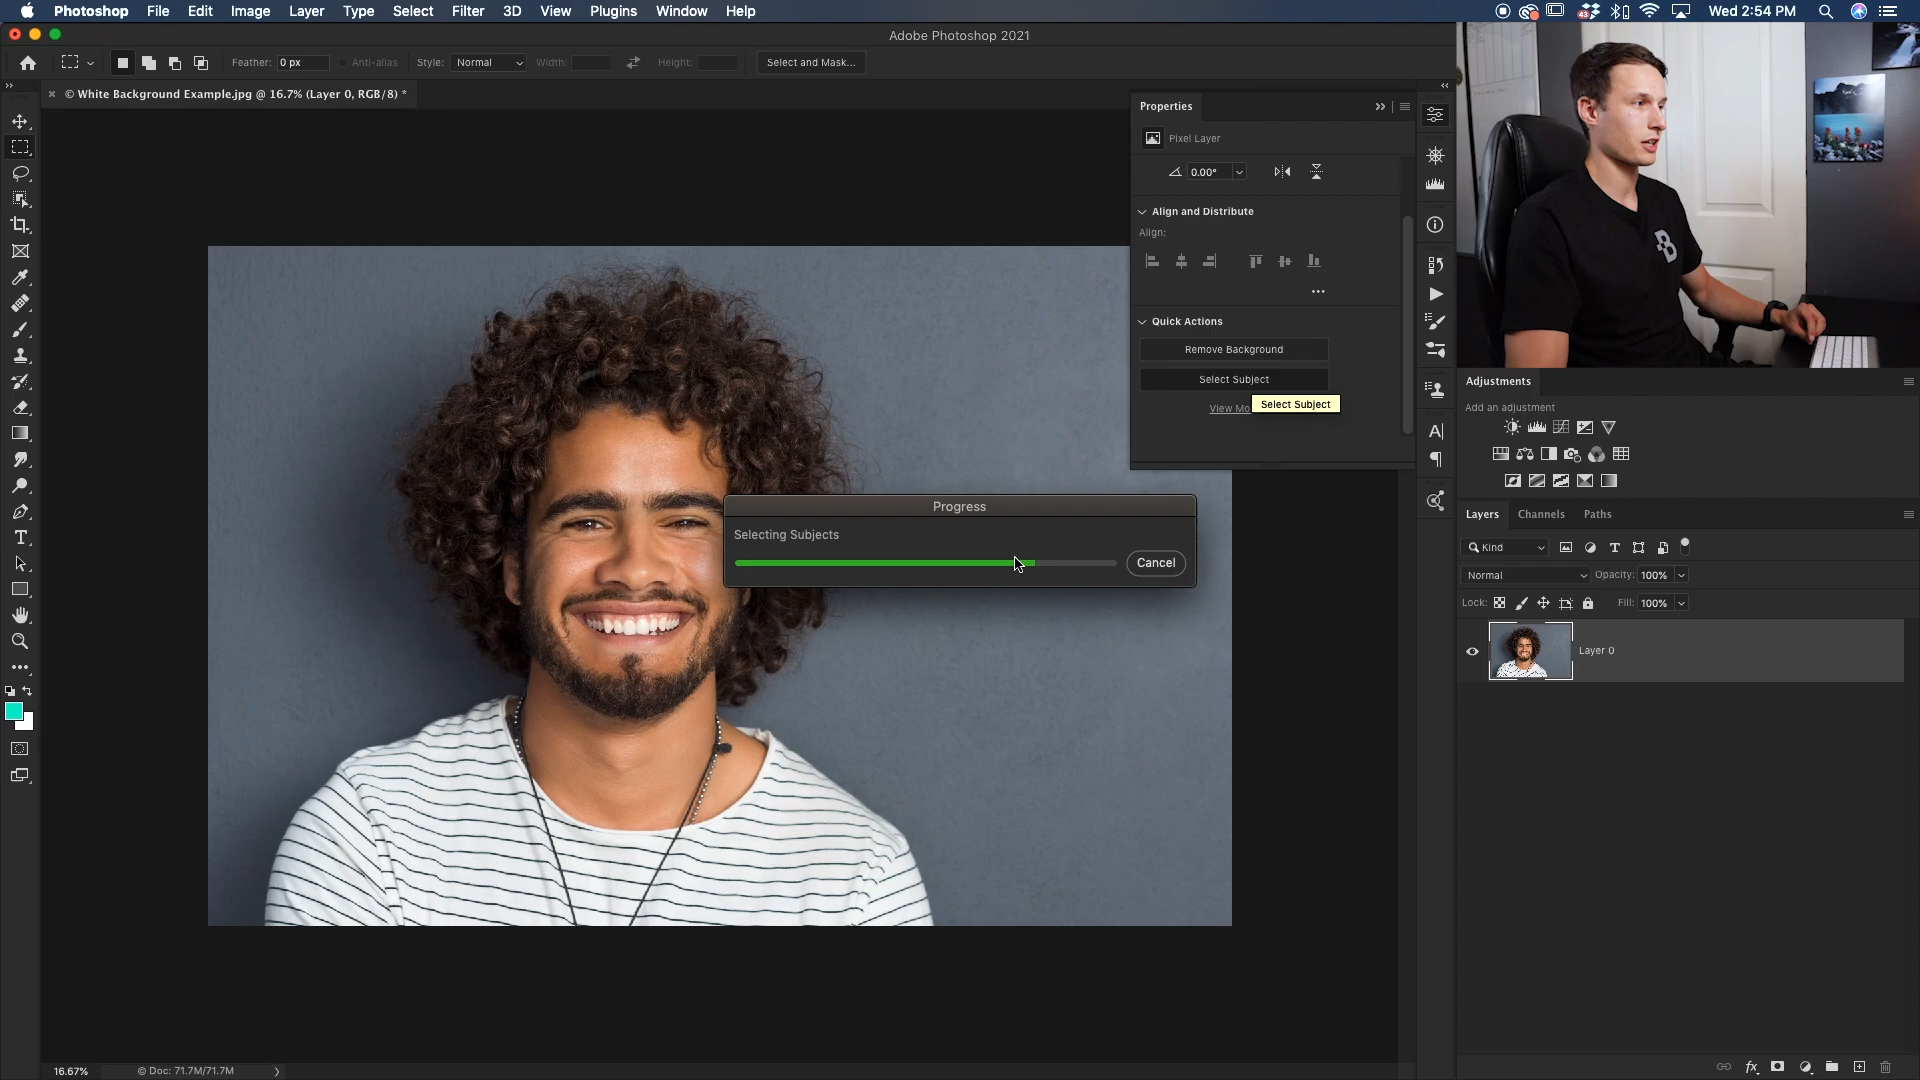 Photoshop File Edit Image Layer Type Select Filter 3D View Plugins Window Help
43 Wed 2:54 PM
Adobe Photoshop 2021
Feather: 0 px Anti-alias Style: Normal Width: Height: Select and Mask...
× © White Background Example.jpg @ 16.7% (Layer 0, RGB/8) *
Properties
Pixel Layer
0.00°
Align and Distribute
Align:
Quick Actions
Remove Background
Select Subject
View Mo
Select Subject
Progress
Selecting Subjects
Cancel
B
Adjustments
Add an adjustment
Layers Channels Paths
Kind
Normal Opacity: 100%
Lock: Fill: 100%
Layer 0
fx
16.67% © Doc: 71.7M/71.7M